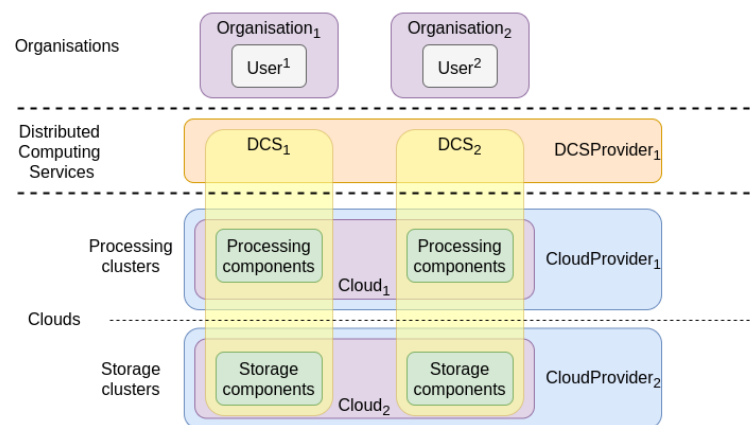 Organisations
Organisation₁
User¹
Organisation₂
User²
Distributed
Computing
Services
DCS₁
DCS₂
DCSProvider₁
Processing
clusters
Processing
components
Cloud₁
Processing
components
CloudProvider₁
Clouds
Storage
clusters
Storage
components
Cloud₂
Storage
components
CloudProvider₂